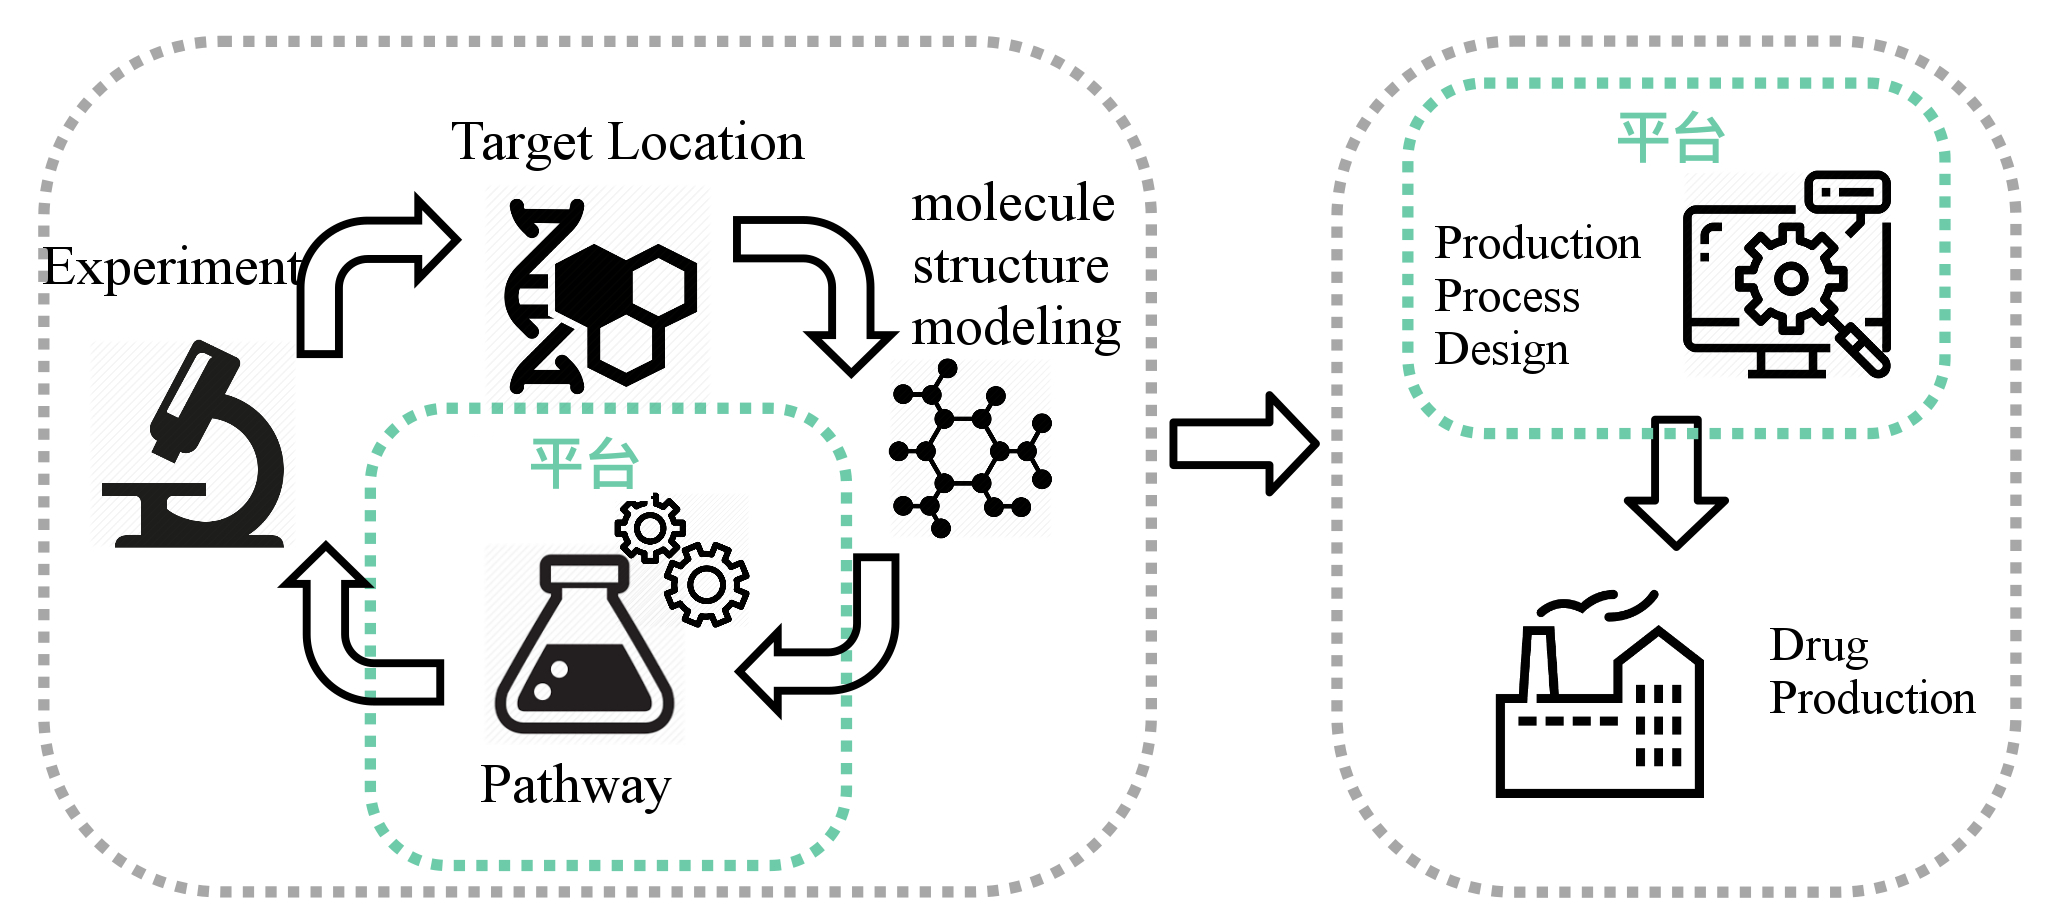 Target Location
molecule
structure
modeling
Experiment
平台
Pathway
平台
Production
Process
Design
Drug
Production